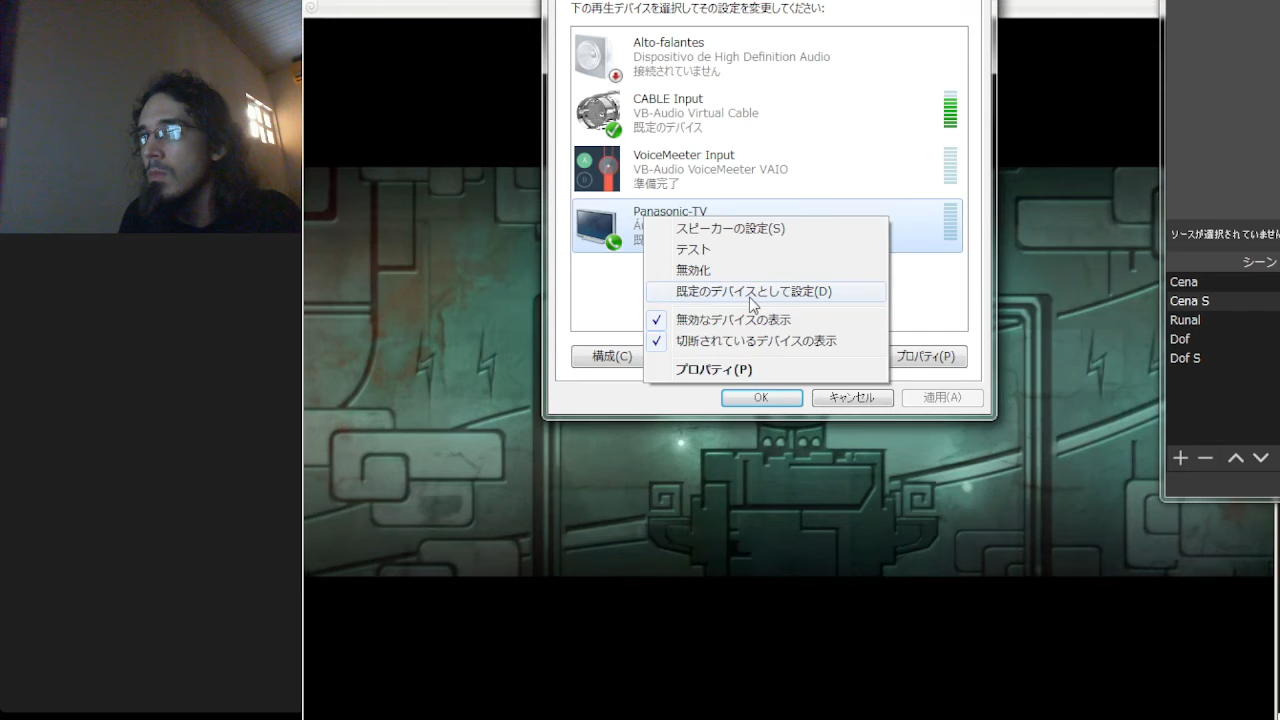 下の再生デバイスを選択してその設定を変更してください:
Alto-falantes
Dispositivo de High Definition Audio
接続されていません
CABLE Input
VB-Audio Virtual Cable
既定のデバイス
VoiceMeeter Input
VB-Audio VoiceMeeter VAIO
準備完了
Panasonic-TV
スピーカーの設定(S)
テスト
無効化
既定のデバイスとして設定(D)
無効なデバイスの表示
切断されているデバイスの表示
プロパティ(P)
構成(C)
プロパティ(P)
OK
キャンセル
適用(A)
ソースが選択されていませ
シーン
Cena
Cena S
Runal
Dof
Dof S